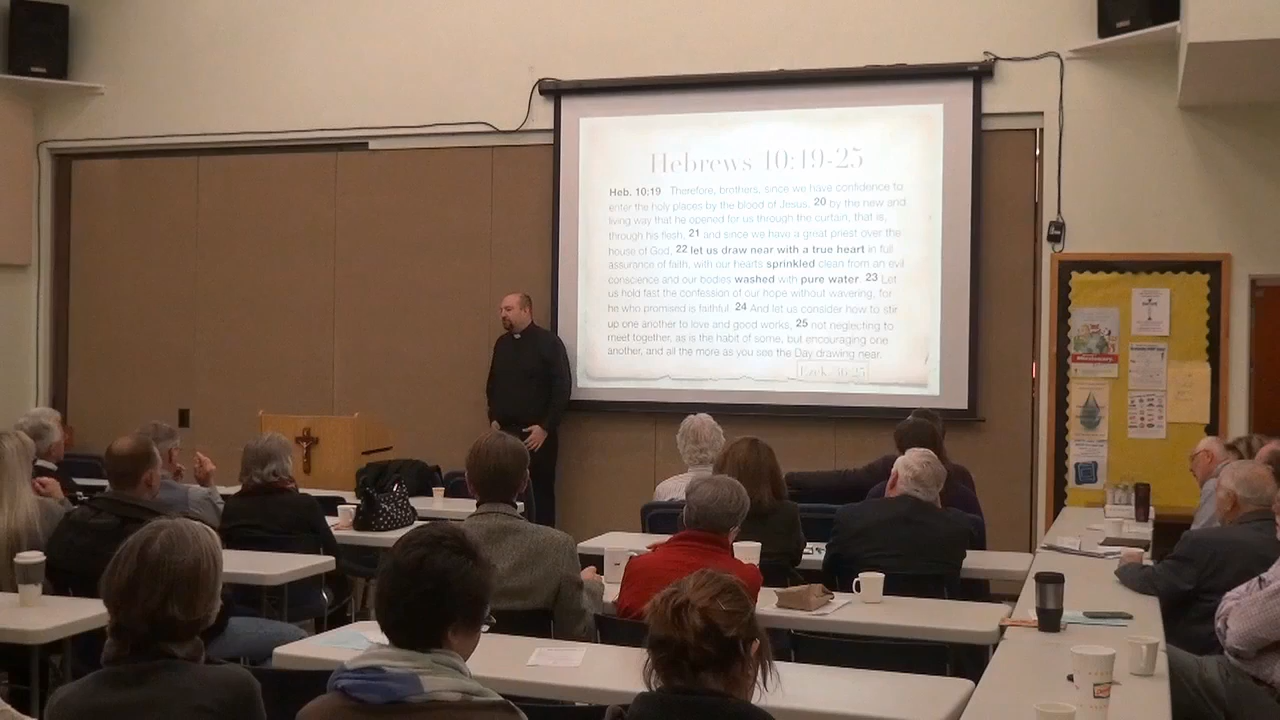 Hebrews 10:19-25
Heb. 10:19 Therefore, brothers, since we have confidence to
enter the holy places by the blood of Jesus, 20 by the new and
living way that he opened for us through the curtain, that is,
through his flesh, 21 and since we have a great priest over the
house of God, 22 let us draw near with a true heart in full
assurance of faith, with our hearts sprinkled clean from an evil
conscience and our bodies washed with pure water. 23 Let
us hold fast the confession of our hope without wavering, for
he who promised is faithful. 24 And let us consider how to stir
up one another to love and good works, 25 not neglecting to
meet together, as is the habit of some, but encouraging one
another, and all the more as you see the Day drawing near.
Ezek 36:25